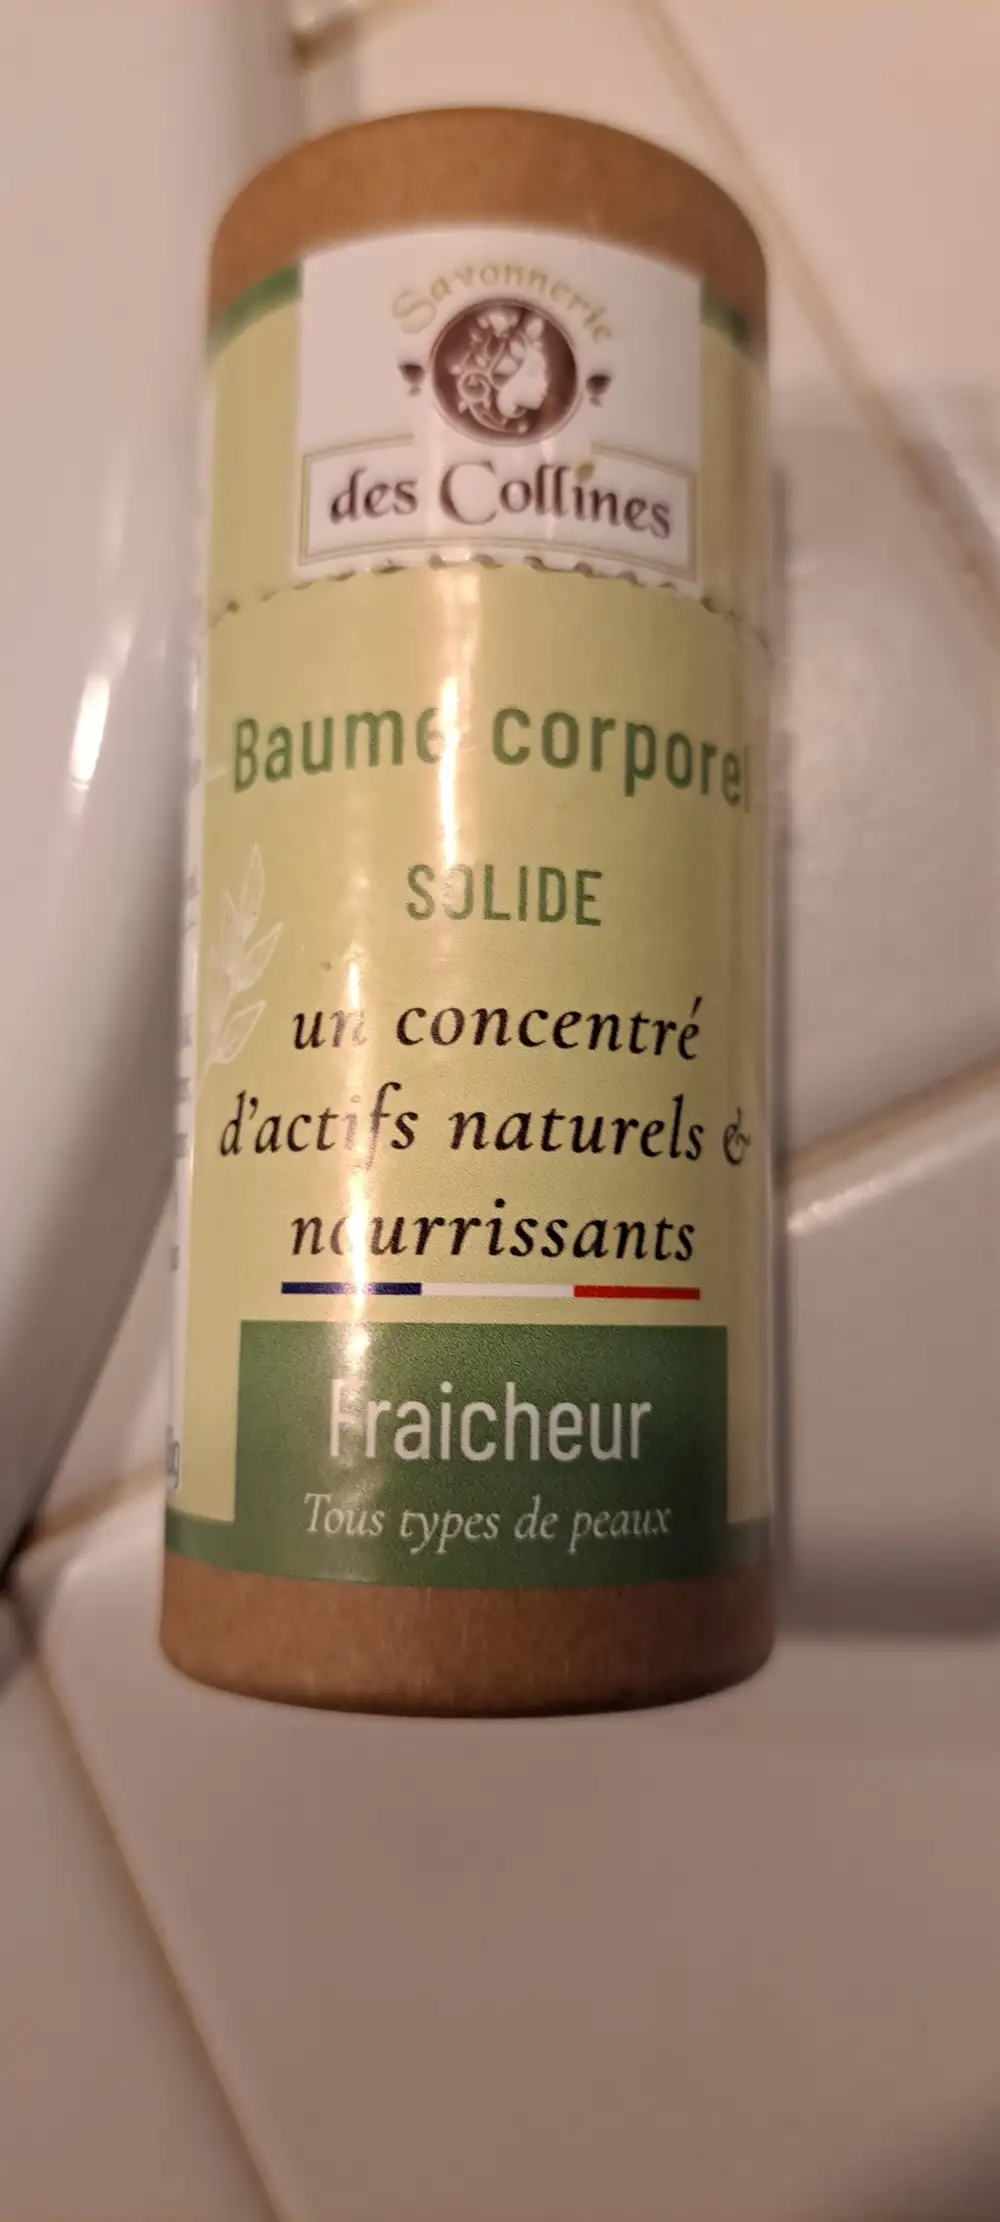 Savonnerie
des Collines
Baume corporel
SOLIDE
un concentré
d'actifs naturels &
nourrissants
Fraicheur
Tous types de peaux